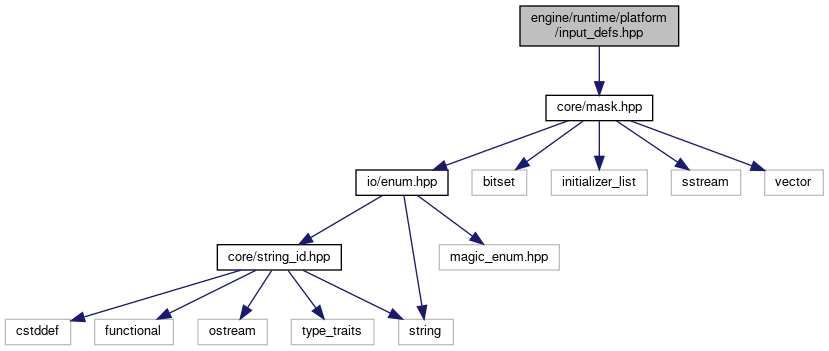 engine/runtime/platform
/input_defs.hpp
core/mask.hpp
io/enum.hpp
bitset
initializer_list
sstream
vector
core/string_id.hpp
magic_enum.hpp
cstddef
functional
ostream
type_traits
string